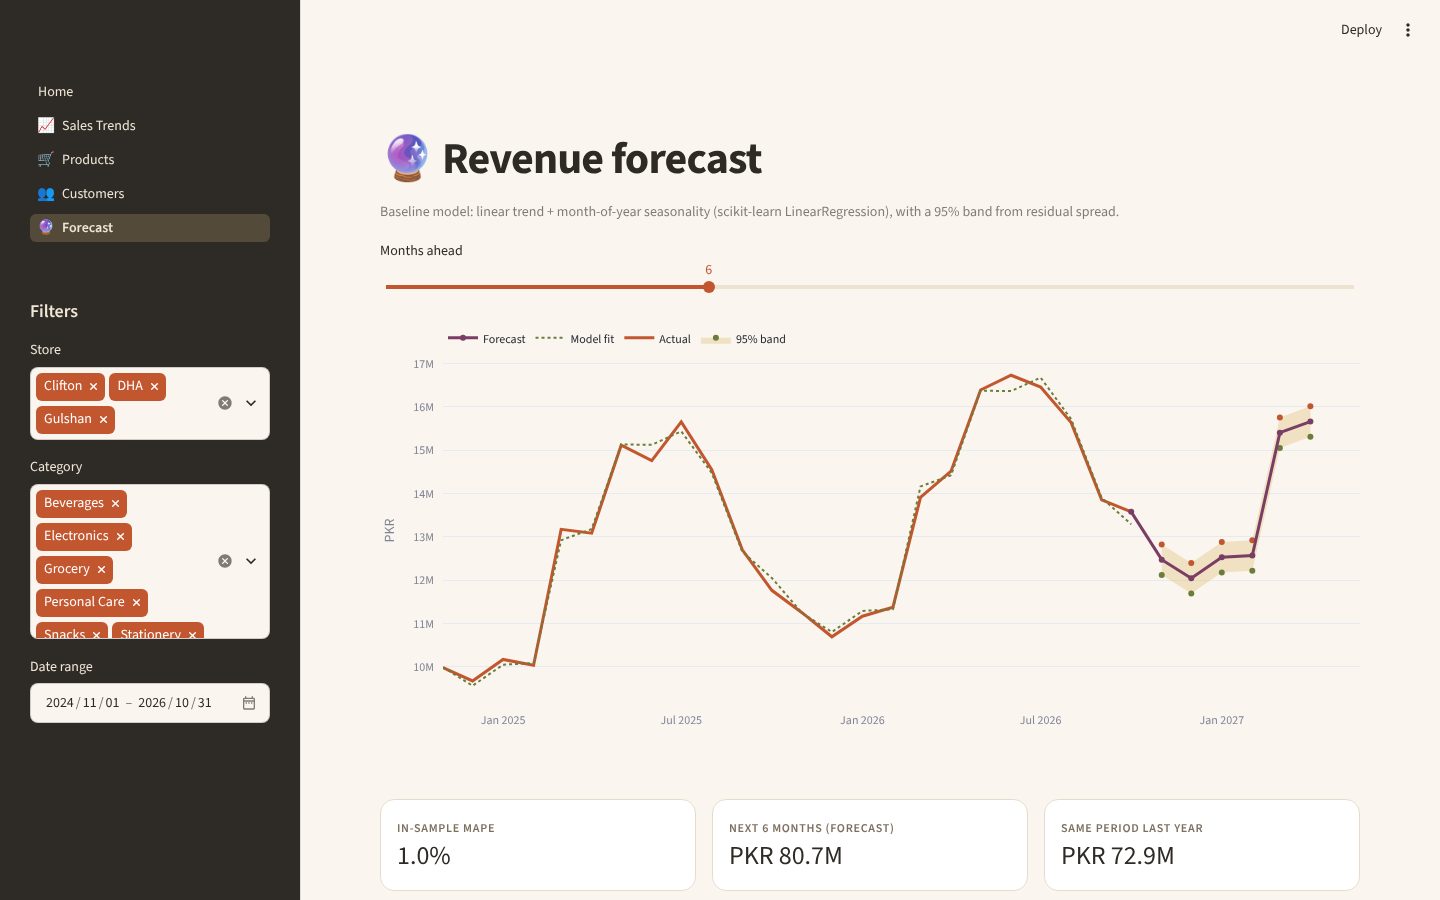 Deploy
Home
Sales Trends
Products
Customers
Forecast
Filters
Store
Clifton
DHA
Gulshan
Category
Beverages
Electronics
Grocery
Personal Care
Snacks
Stationery
Date range
2024 / 11 / 01 – 2026 / 10 / 31
Revenue forecast
Baseline model: linear trend + month-of-year seasonality (scikit-learn LinearRegression), with a 95% band from residual spread.
Months ahead
6
Forecast Model fit Actual 95% band
PKR
17M
16M
15M
14M
13M
12M
11M
10M
Jan 2025 Jul 2025 Jan 2026 Jul 2026 Jan 2027
IN-SAMPLE MAPE
1.0%
NEXT 6 MONTHS (FORECAST)
PKR 80.7M
SAME PERIOD LAST YEAR
PKR 72.9M